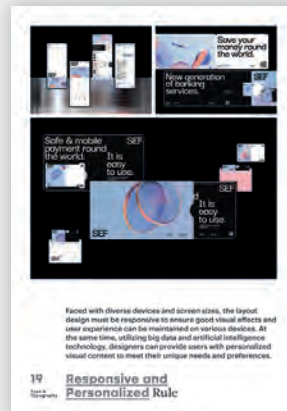 Save your
money round
the world.
New generation
of banking
services.
SEF
Safe & mobile
payment round
the world.
SEF
It is
easy
to use.
It is
easy
to use.
SEF
Faced with diverse devices and screen sizes, the layout
design must be responsive to ensure good visual effects and
user experience can be maintained on various devices. At
the same time, utilizing big data and artificial intelligence
technology, designers can provide users with personalized
visual content to meet their unique needs and preferences.
19
Responsive and
Typography
Personalized Rule